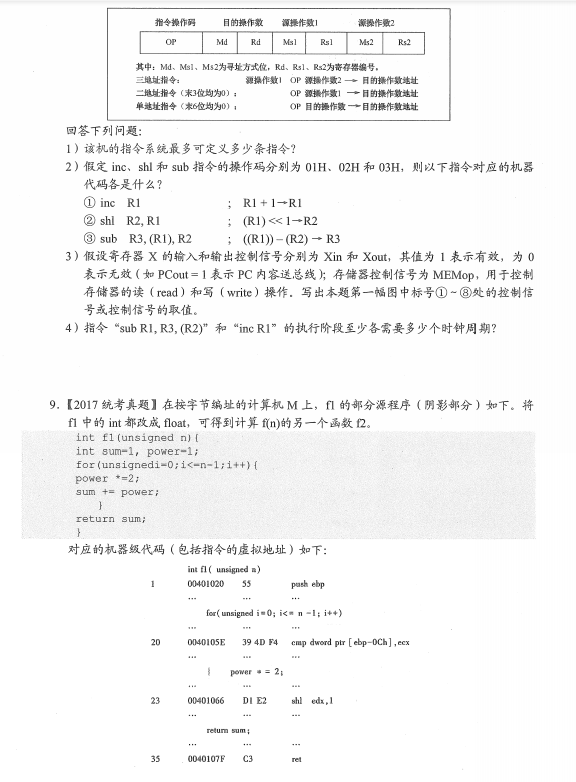 指令操作码 目的操作数 源操作数1 源操作数2
OP Md Rd Ms1 Rs1 Ms2 Rs2
其中：Md、Ms1、Ms2为寻址方式位，Rd、Rs1、Rs2为寄存器编号。
三地址指令： 源操作数1 OP 源操作数2 → 目的操作数地址
二地址指令（末3位均为0）： OP 源操作数1 → 目的操作数地址
单地址指令（末6位均为0）： OP 目的操作数 → 目的操作数地址
回答下列问题：
1）该机的指令系统最多可定义多少条指令？
2）假定 inc、shl 和 sub 指令的操作码分别为 01H、02H 和 03H，则以下指令对应的机器
代码各是什么？
① inc R1 ; R1 + 1→R1
② shl R2, R1 ; (R1) << 1→R2
③ sub R3, (R1), R2 ; ((R1)) – (R2) → R3
3）假设寄存器 X 的输入和输出控制信号分别为 Xin 和 Xout，其值为 1 表示有效，为 0
表示无效（如 PCout = 1 表示 PC 内容送总线）；存储器控制信号为 MEMop，用于控制
存储器的读（read）和写（write）操作。写出本题第一幅图中标号①~⑧处的控制信
号或控制信号的取值。
4）指令“sub R1, R3, (R2)”和“inc R1”的执行阶段至少各需要多少个时钟周期？
9.【2017 统考真题】在按字节编址的计算机 M 上，f1 的部分源程序（阴影部分）如下。将
f1 中的 int 都改成 float，可得到计算 f(n)的另一个函数 f2。
int f1(unsigned n){
int sum=1, power=1;
for(unsignedi=0;i<=n-1;i++){
power *=2;
sum += power;
}
return sum;
}
对应的机器级代码（包括指令的虚拟地址）如下：
int f1( unsigned n)
1 00401020 55 push ebp
… … …
for( unsigned i=0; i<= n -1; i++)
… … …
20 0040105E 39 4D F4 cmp dword ptr [ ebp-0Ch] ,ecx
… … …
| power * = 2;
… … …
23 00401066 D1 E2 shl edx,1
… … …
return sum;
… … …
35 0040107F C3 ret